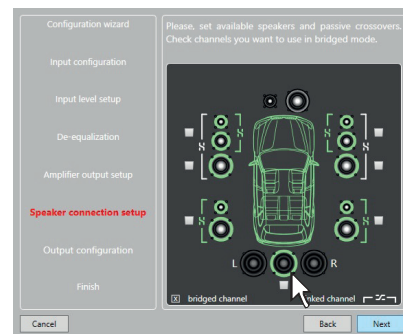 Configuration wizard
Please, set available speakers and passive crossovers.
Check channels you want to use in bridged mode.
Input configuration
Input level setup
De-equalization
Amplifier output setup
Speaker connection setup
Output configuration
Finish
L
R
X bridged channel
channel
Cancel
Back
Next